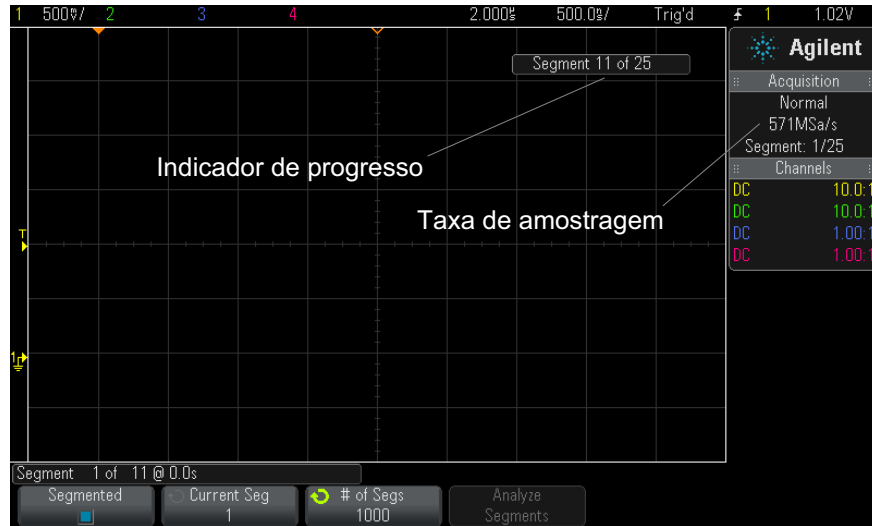 1 500♈/ 2 3 4 2.000s 500.0s/ Trig'd 1 1.02V
Agilent
Segment 11 of 25
Acquisition
Normal
571MSa/s
Indicador de progresso
Segment: 1/25
Channels
DC 10.0:1
Taxa de amostragem
DC 10.0:1
DC 1.00:1
DC 1.00:1
T
1
Segment 1 of 11 @ 0.0s
Segmented
Current Seg
1
# of Segs
1000
Analyze
Segments